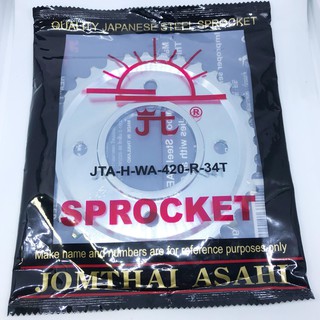 QUALITY JAPANESE STEEL SPROCKET
Jt
®
JTA-H-WA-420-R-34T
SPROCKET
Make name and numbers are for reference purposes only
JOMTHAI ASAHI